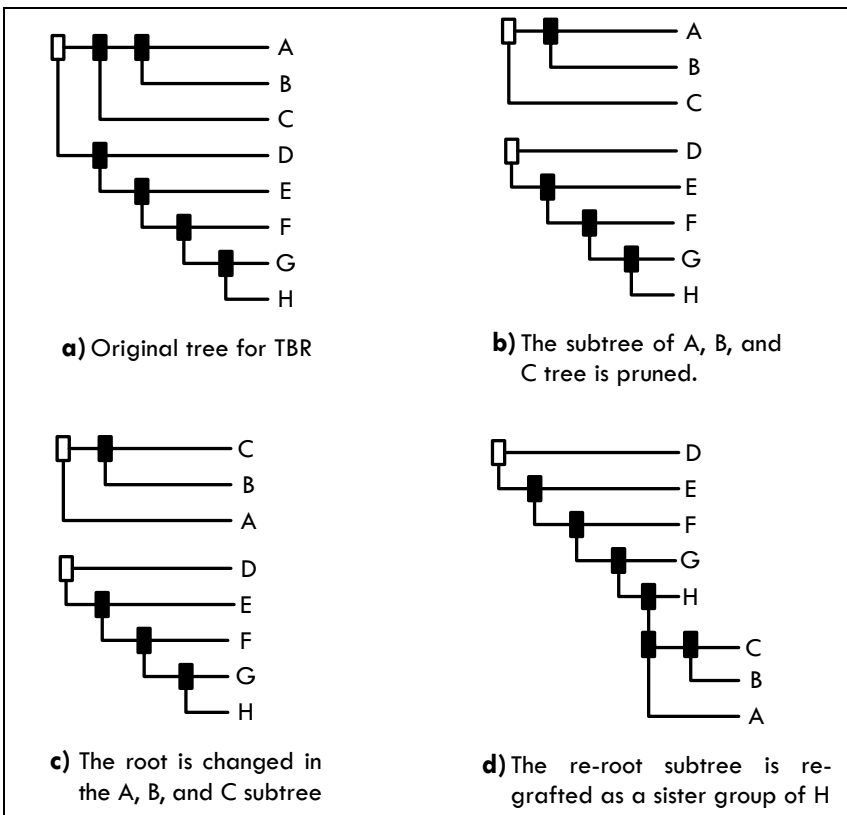 A
B
C
D
E
F
G
H
a) Original tree for TBR
A
B
C
D
E
F
G
H
b) The subtree of A, B, and
C tree is pruned.
C
B
A
D
E
F
G
H
c) The root is changed in
the A, B, and C subtree
D
E
F
G
H
C
B
A
d) The re-root subtree is re-
grafted as a sister group of H